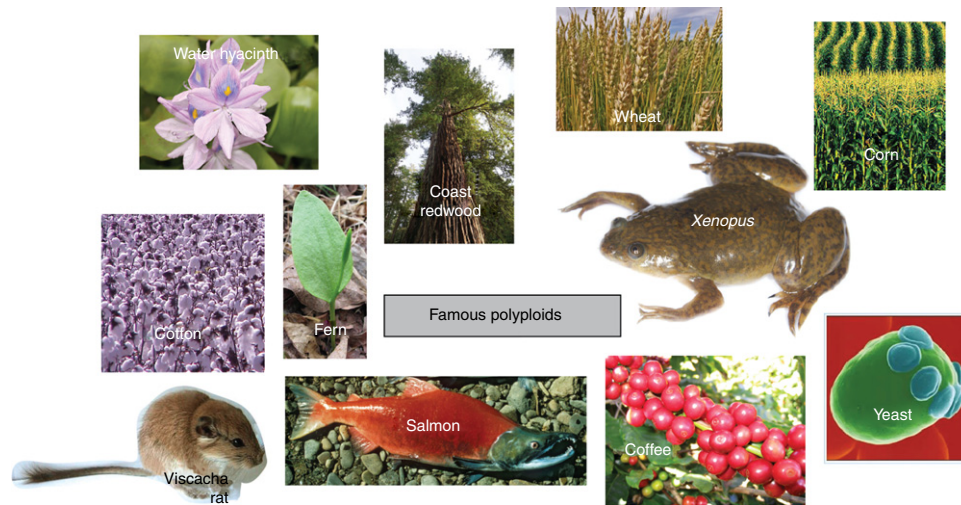 Water hyacinth
Coast
redwood
Wheat
Corn
Xenopus
Cotton
Fern
Famous polyploids
Viscacha
rat
Salmon
Coffee
Yeast